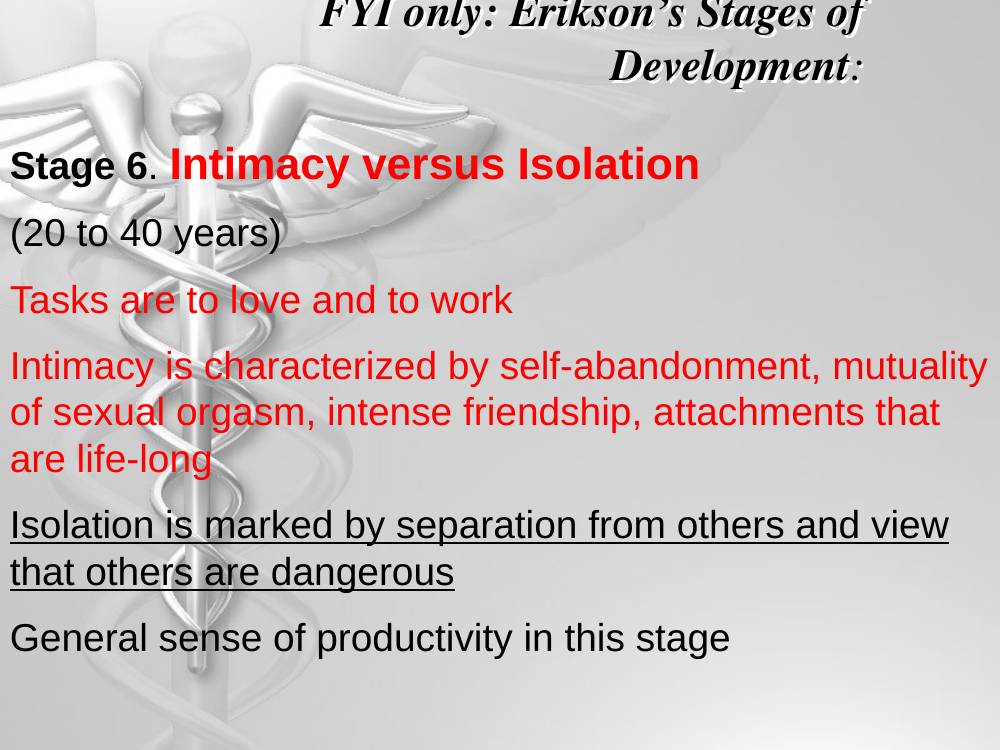 FYI only: Erikson’s Stages of
Development:
Stage 6. Intimacy versus Isolation
(20 to 40 years)
Tasks are to love and to work
Intimacy is characterized by self-abandonment, mutuality
of sexual orgasm, intense friendship, attachments that
are life-long
Isolation is marked by separation from others and view
that others are dangerous
General sense of productivity in this stage